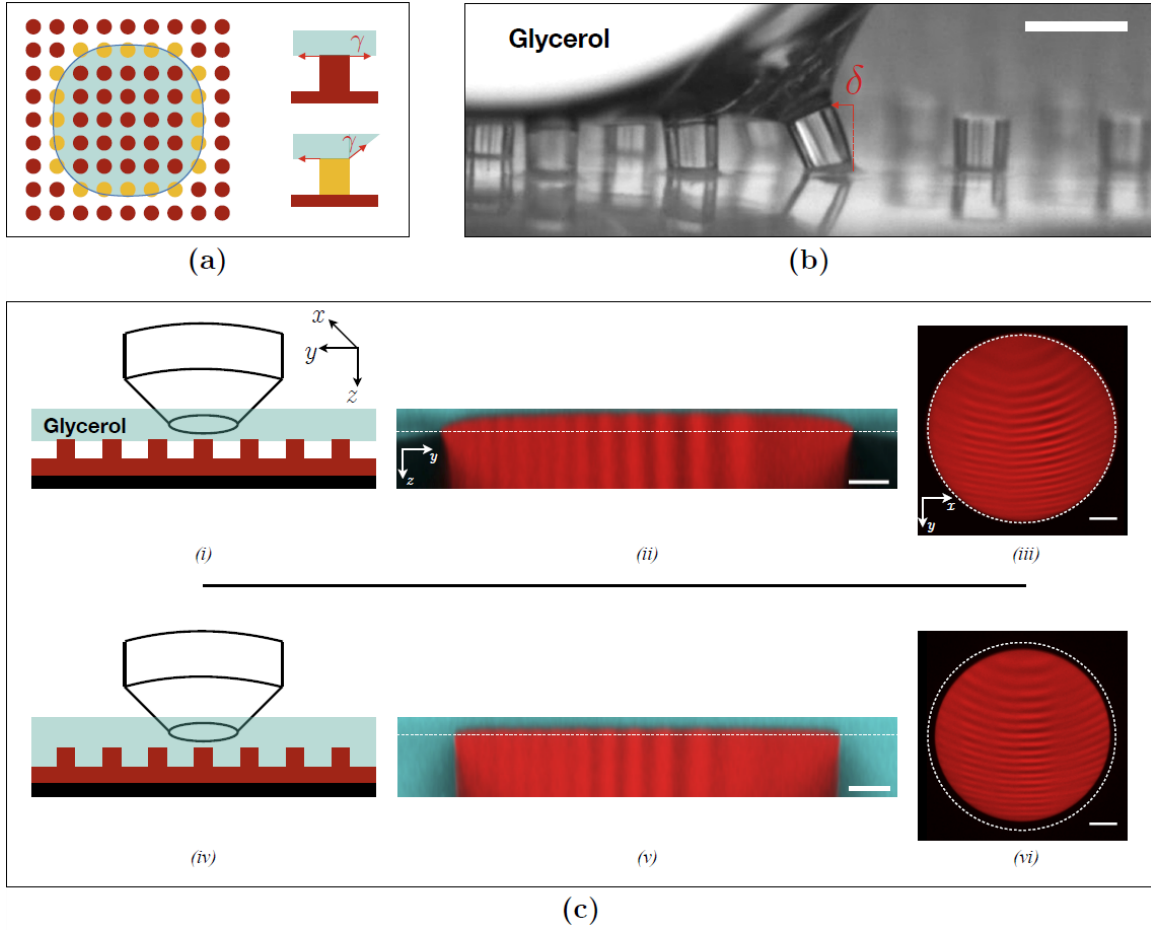 γ
γ
(a)
Glycerol
δ
(b)
x
y
z
Glycerol
(i)
y
z
(ii)
x
y
(iii)
(iv)
(v)
(vi)
(c)